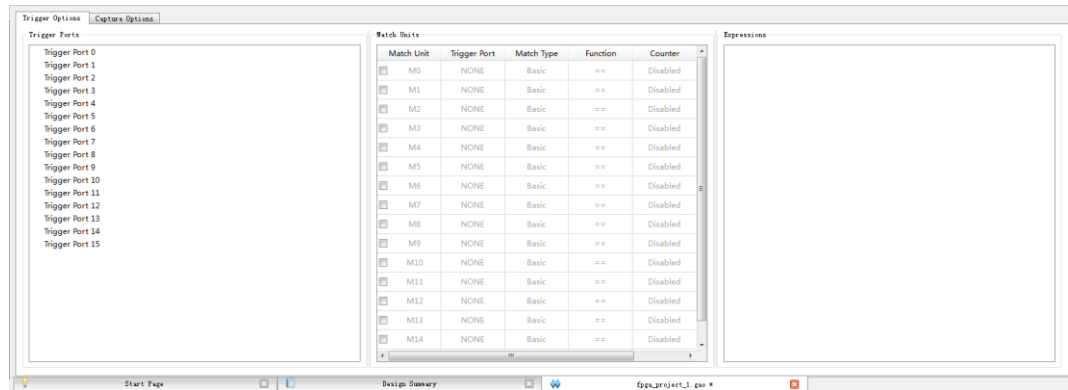 Trigger Options Capture Options
Trigger Ports Match Units Expressions
Trigger Port 0
Trigger Port 1
Trigger Port 2
Trigger Port 3
Trigger Port 4
Trigger Port 5
Trigger Port 6
Trigger Port 7
Trigger Port 8
Trigger Port 9
Trigger Port 10
Trigger Port 11
Trigger Port 12
Trigger Port 13
Trigger Port 14
Trigger Port 15
Match Unit Trigger Port Match Type Function Counter
M0 NONE Basic == Disabled
M1 NONE Basic == Disabled
M2 NONE Basic == Disabled
M3 NONE Basic == Disabled
M4 NONE Basic == Disabled
M5 NONE Basic == Disabled
M6 NONE Basic == Disabled
M7 NONE Basic == Disabled
M8 NONE Basic == Disabled
M9 NONE Basic == Disabled
M10 NONE Basic == Disabled
M11 NONE Basic == Disabled
M12 NONE Basic == Disabled
M13 NONE Basic == Disabled
M14 NONE Basic == Disabled
Start Page Design Summary fpga_project_1.gao *